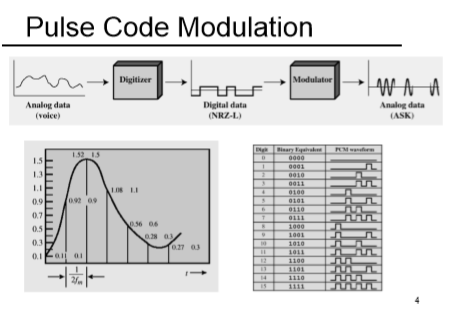 Pulse Code Modulation
Digitizer
Modulator
Analog data
(voice)
Digital data
(NRZ-L)
Analog data
(ASK)
1.52 1.5
1.5
1.3
1.1
0.9
0.7
0.5
0.3
0.1
0.92 0.9
1.08 1.1
0.56 0.6
0.28 0.3
0.27 0.3
0.11 0.1
1
2fm
t
Digit Binary Equivalent PCM waveform
0 0000
1 0001
2 0010
3 0011
4 0100
5 0101
6 0110
7 0111
8 1000
9 1001
10 1010
11 1011
12 1100
13 1101
14 1110
15 1111
4